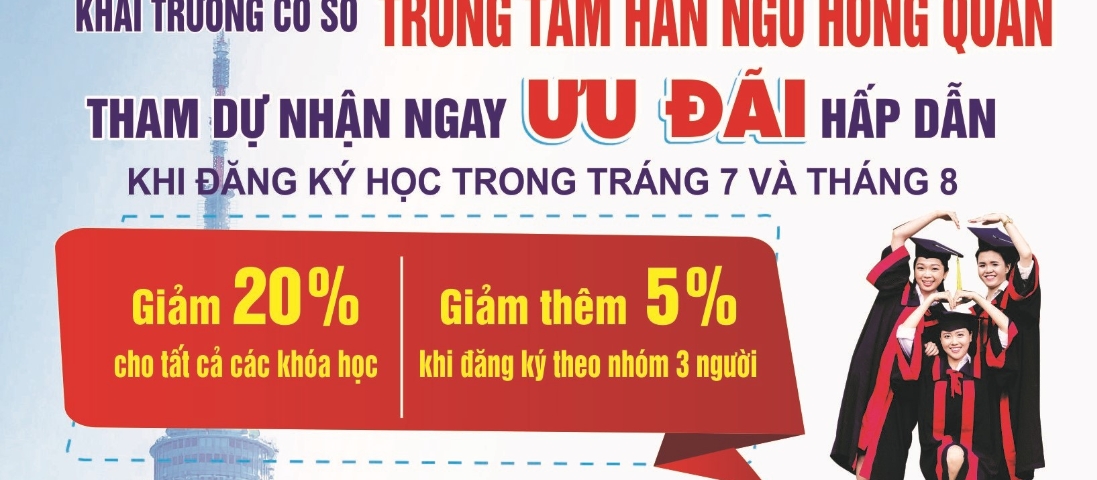 KHAI TRƯƠNG CƠ SỞ TRUNG TÂM HÁN NGỮ HỒNG QUÂN
THAM DỰ NHẬN NGAY ƯU ĐÃI HẤP DẪN
KHI ĐĂNG KÝ HỌC TRONG TRÁNG 7 VÀ THÁNG 8
Giảm 20%
cho tất cả các khóa học
Giảm thêm 5%
khi đăng ký theo nhóm 3 người